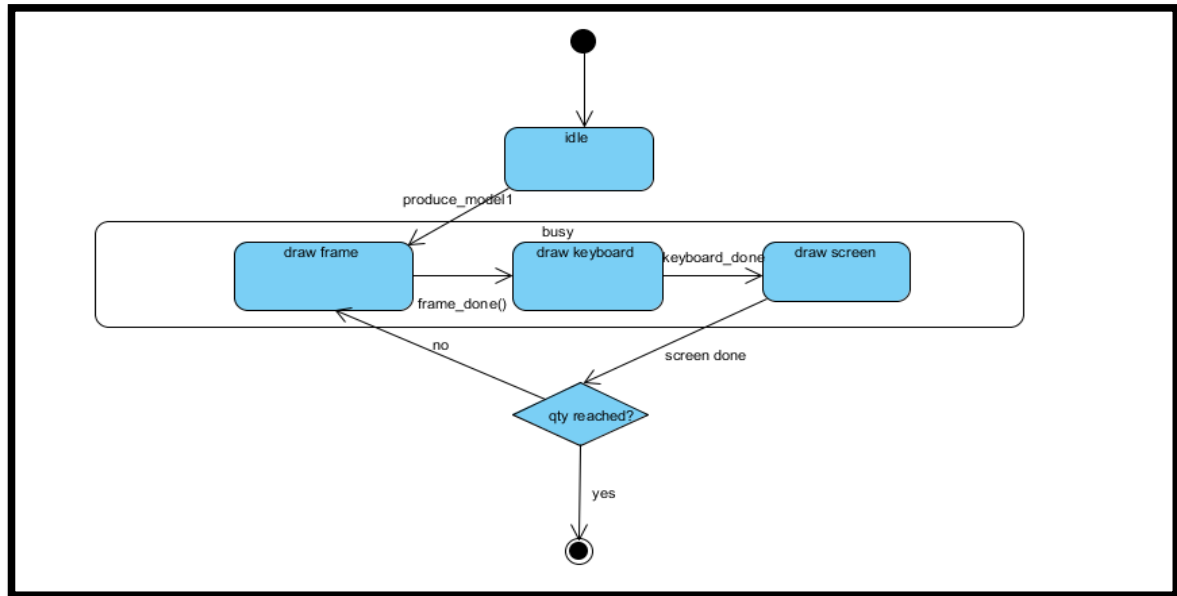 idle
produce_model1
busy
draw frame
draw keyboard
keyboard_done
draw screen
frame_done()
no
screen done
qty reached?
yes